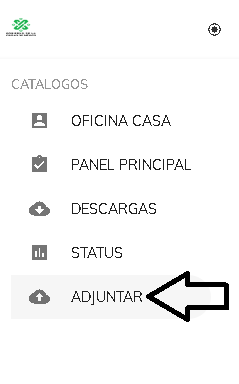 CATALOGOS
OFICINA CASA
PANEL PRINCIPAL
DESCARGAS
STATUS
ADJUNTAR